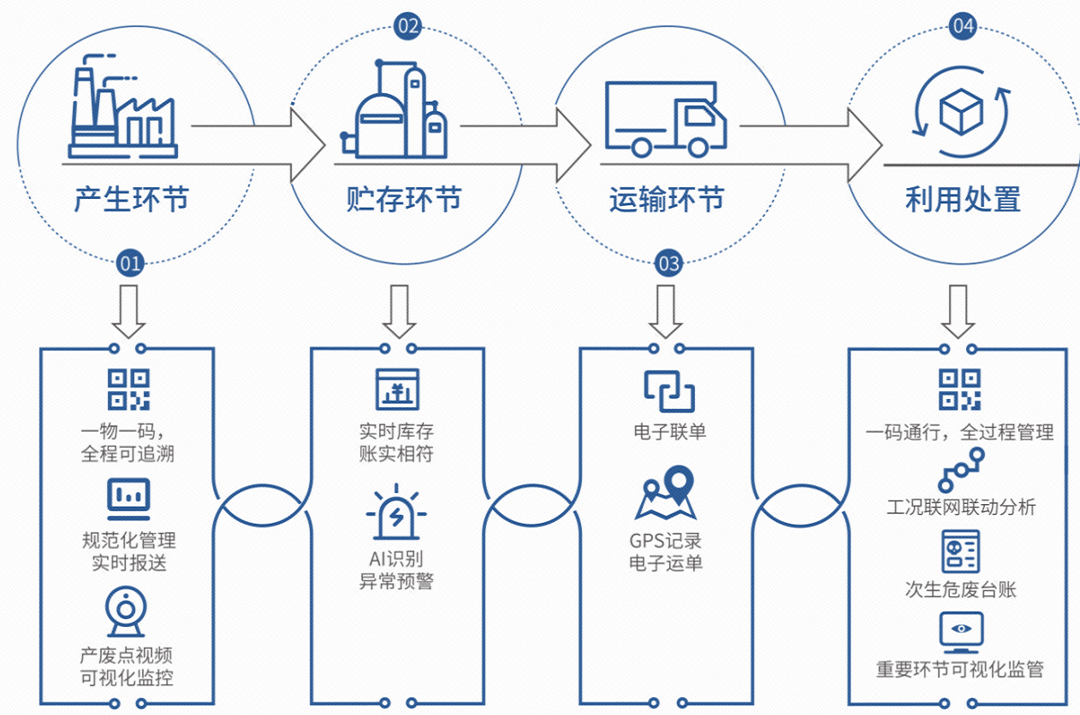 02
04
产生环节
贮存环节
运输环节
利用处置
01
03
一物一码，
全程可追溯
规范化管理
实时报送
产废点视频
可视化监控
实时库存
账实相符
AI识别
异常预警
电子联单
GPS记录
电子运单
一码通行，全过程管理
工况联网联动分析
次生危废台账
重要环节可视化监管